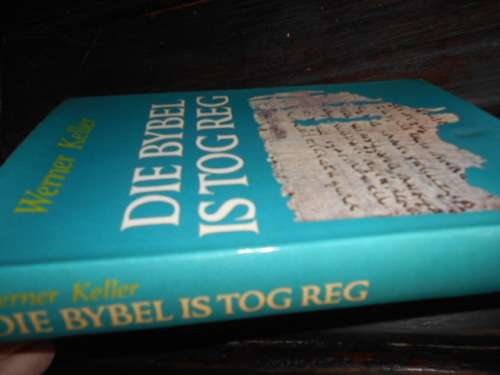 Werner Keller
DIE BYBEL
IS TOG REG
erner Keller
DIE BYBEL IS TOG REG